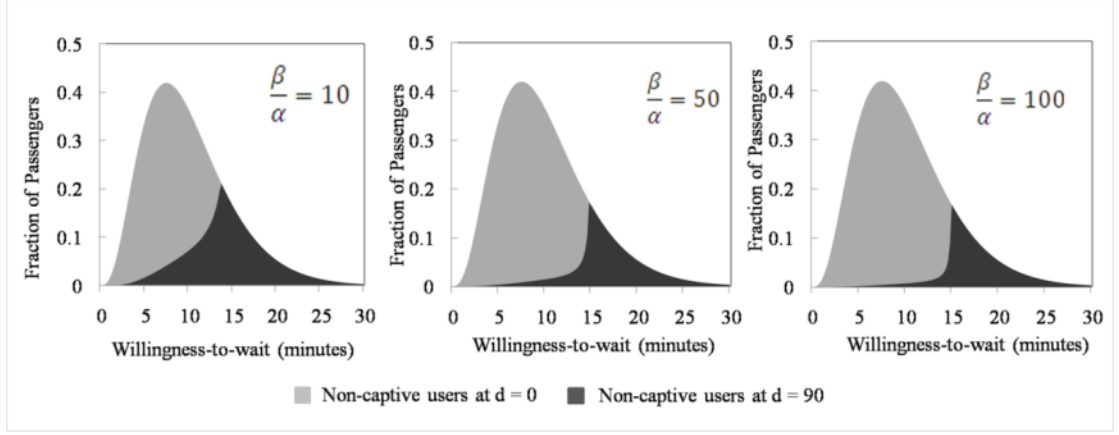 Fraction of Passengers
0.5
0.4
0.3
0.2
0.1
0
β/α = 10
0 5 10 15 20 25 30
Willingness-to-wait (minutes)
Fraction of Passengers
0.5
0.4
0.3
0.2
0.1
0
β/α = 50
0 5 10 15 20 25 30
Willingness-to-wait (minutes)
Fraction of Passengers
0.5
0.4
0.3
0.2
0.1
0
β/α = 100
0 5 10 15 20 25 30
Willingness-to-wait (minutes)
Non-captive users at d = 0 Non-captive users at d = 90